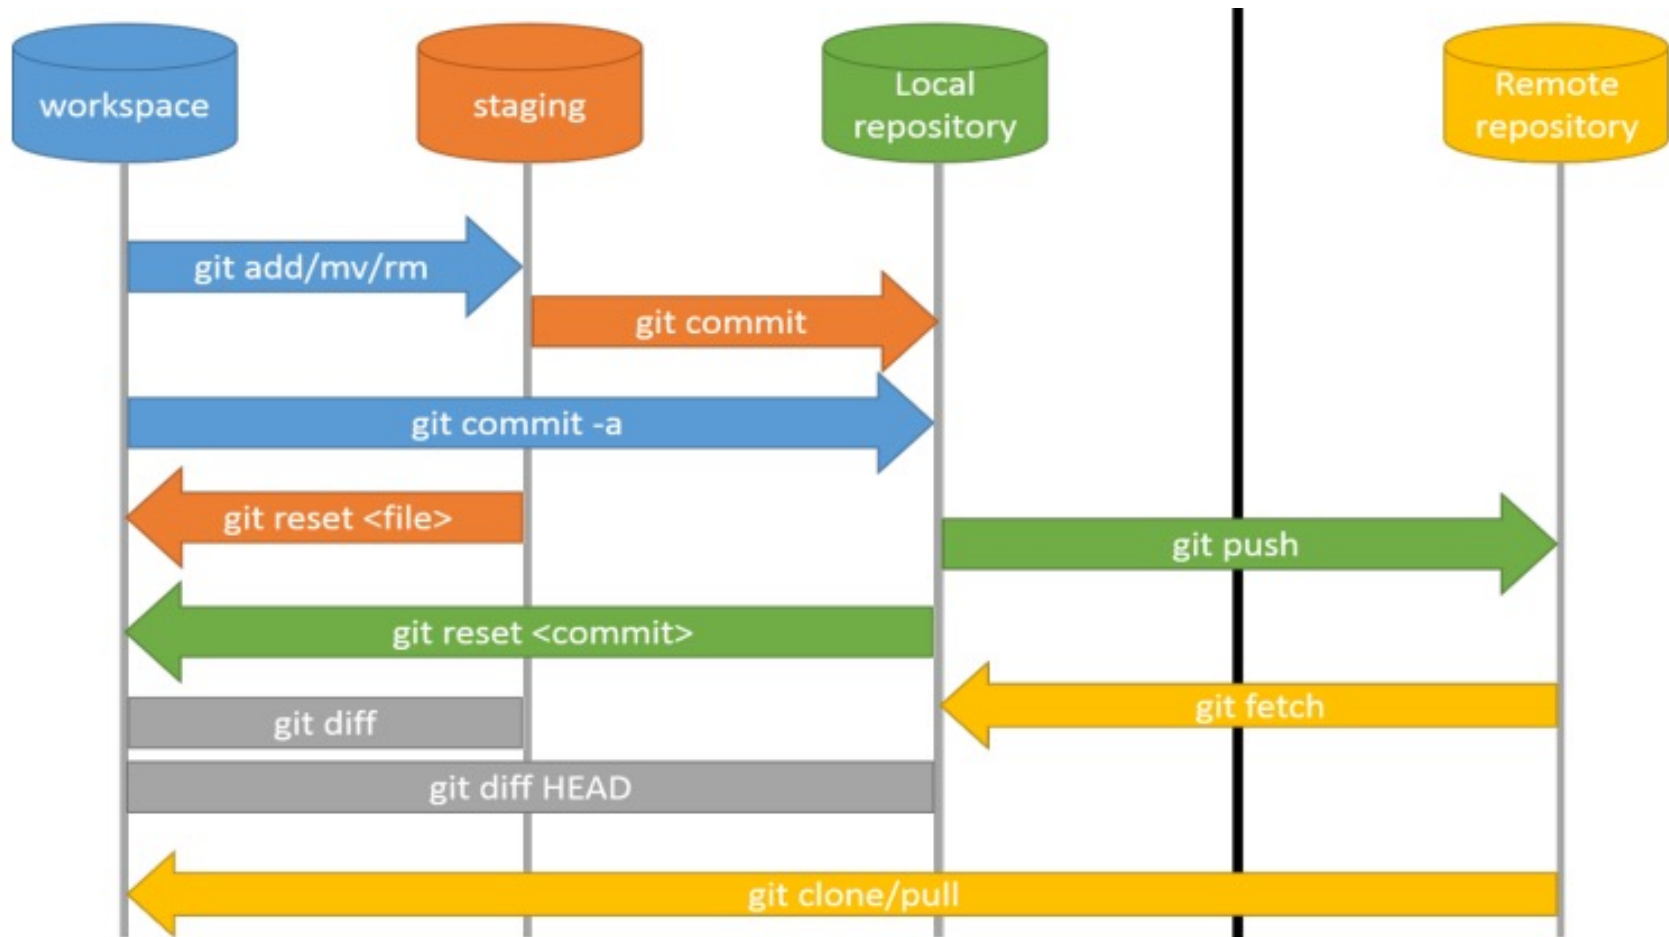 workspace
staging
Local
repository
Remote
repository
git add/mv/rm
git commit
git commit -a
git reset <file>
git push
git reset <commit>
git fetch
git diff
git diff HEAD
git clone/pull